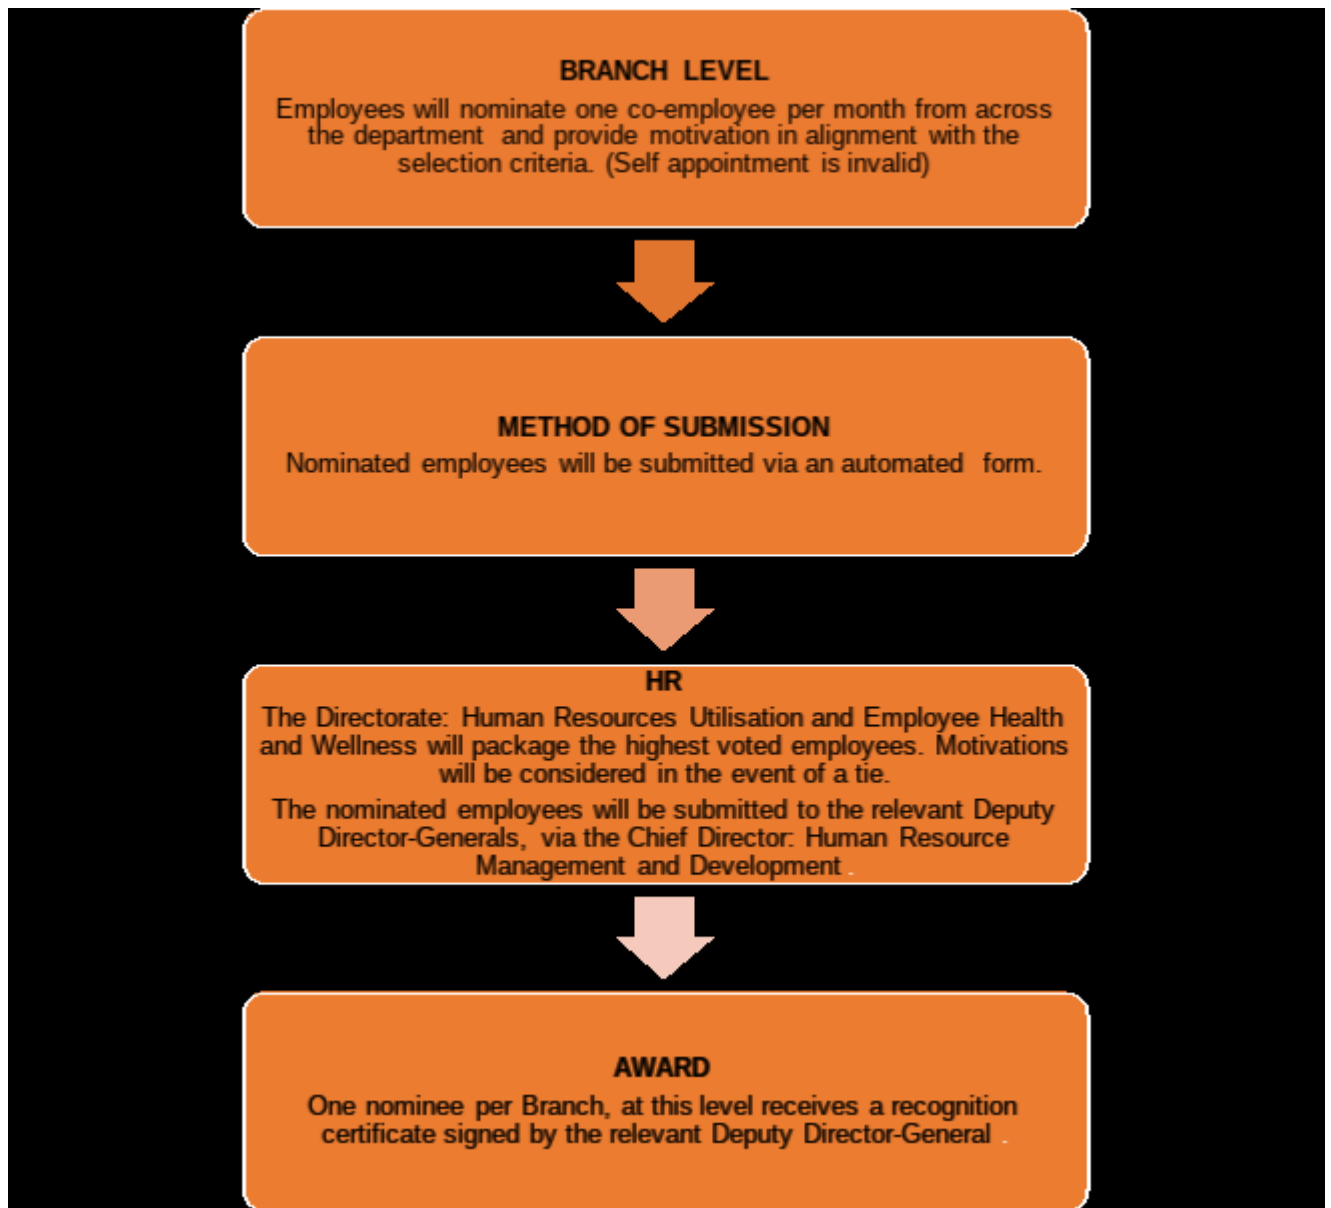 BRANCH LEVEL
Employees will nominate one co-employee per month from across
the department and provide motivation in alignment with the
selection criteria. (Self appointment is invalid)
METHOD OF SUBMISSION
Nominated employees will be submitted via an automated form.
HR
The Directorate: Human Resources Utilisation and Employee Health
and Wellness will package the highest voted employees. Motivations
will be considered in the event of a tie.
The nominated employees will be submitted to the relevant Deputy
Director-Generals, via the Chief Director: Human Resource
Management and Development .
AWARD
One nominee per Branch, at this level receives a recognition
certificate signed by the relevant Deputy Director-General .